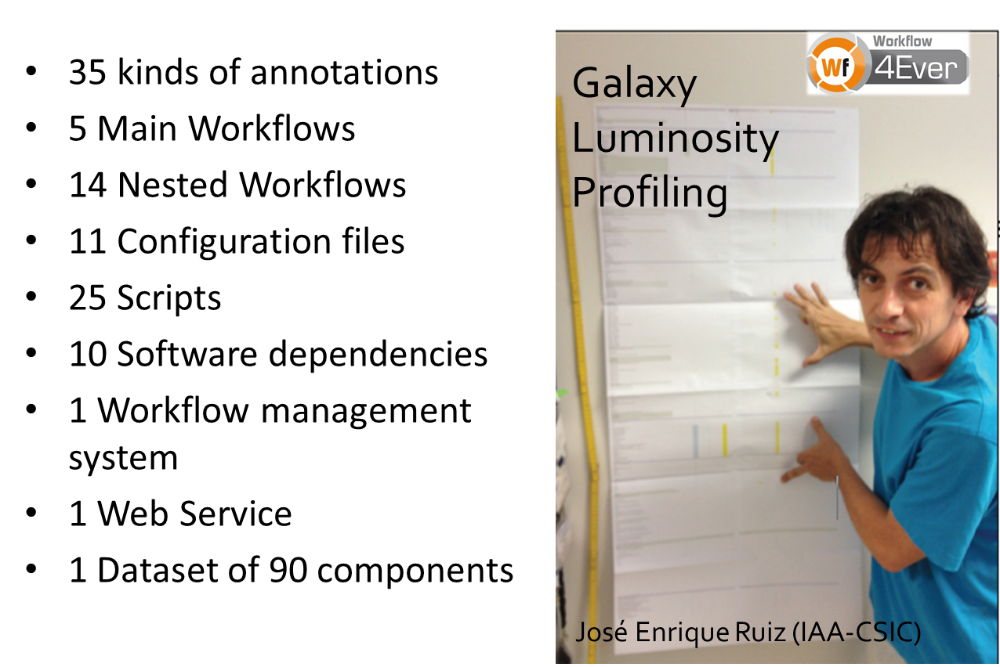 • 35 kinds of annotations
• 5 Main Workflows
• 14 Nested Workflows
• 11 Configuration files
• 25 Scripts
• 10 Software dependencies
• 1 Workflow management
system
• 1 Web Service
• 1 Dataset of 90 components
Workflow
Wf 4Ever
Galaxy
Luminosity
Profiling
José Enrique Ruiz (IAA-CSIC)